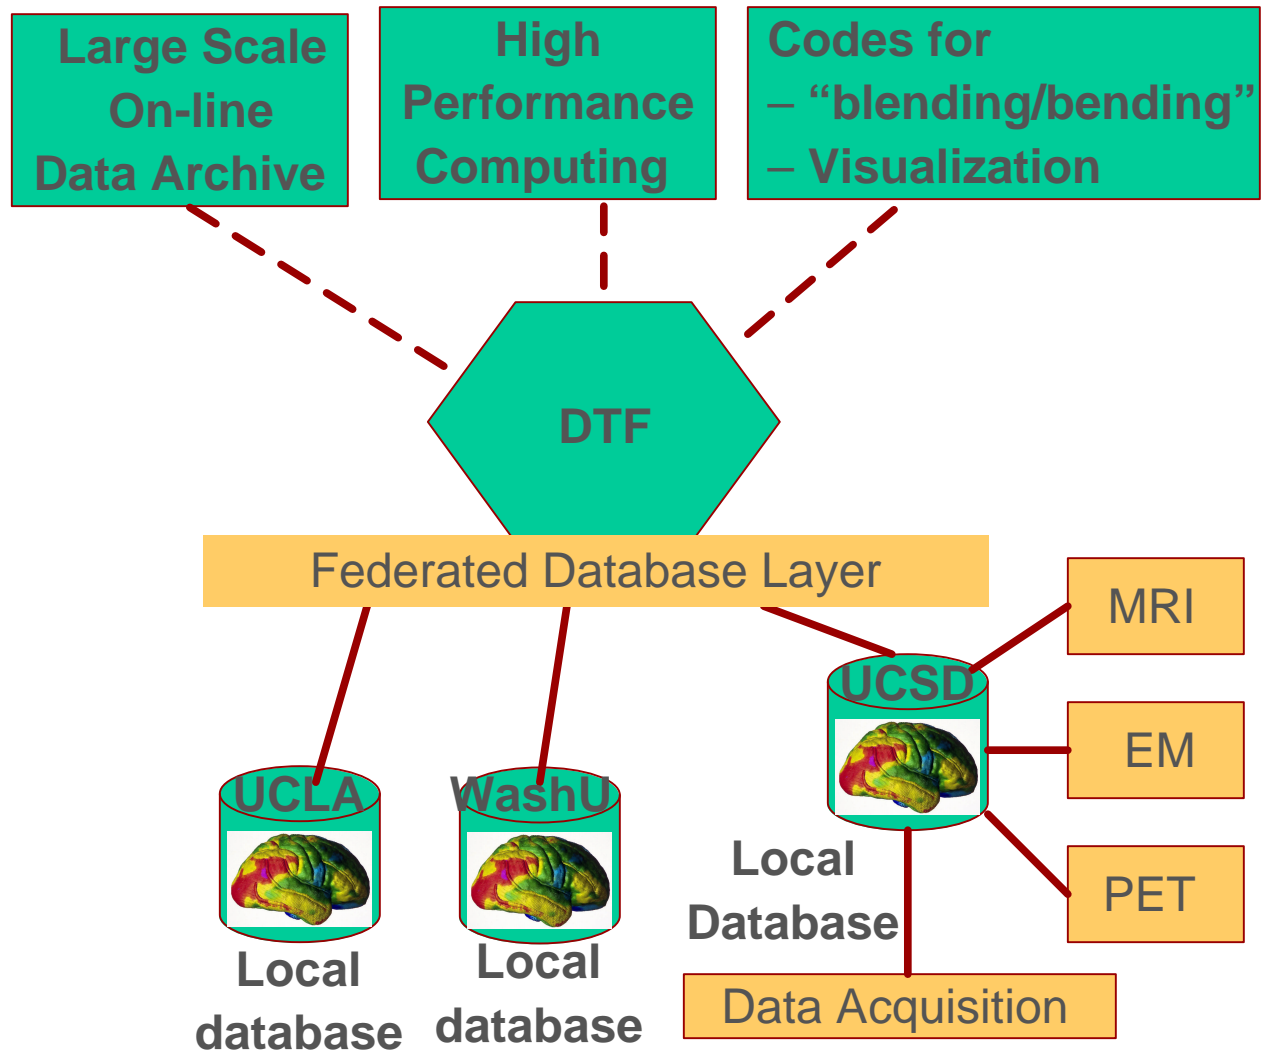 Large Scale
On-line
Data Archive
High
Performance
Computing
Codes for
– “blending/bending”
– Visualization
DTF
Federated Database Layer
MRI
UCSD
EM
UCLA
WashU
Local
Database
PET
Local
database
Local
database
Data Acquisition